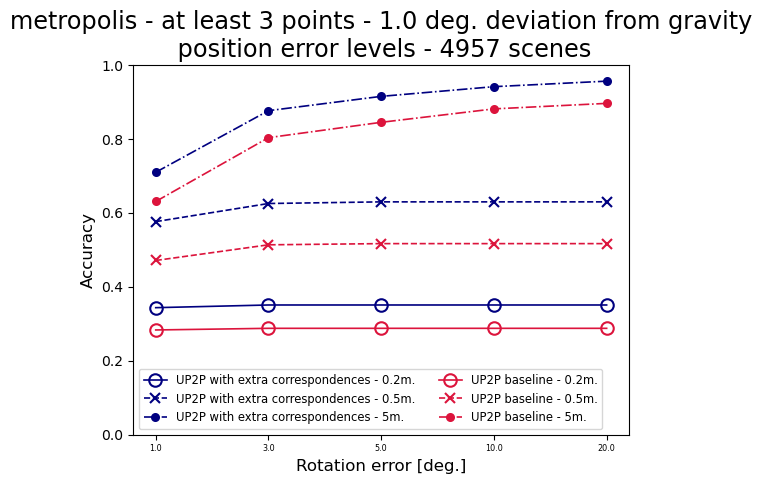 metropolis - at least 3 points - 1.0 deg. deviation from gravity
position error levels - 4957 scenes
1.0
0.8
0.6
0.4
0.2
0.0
Accuracy
UP2P with extra correspondences - 0.2m.
UP2P with extra correspondences - 0.5m.
UP2P with extra correspondences - 5m.
UP2P baseline - 0.2m.
UP2P baseline - 0.5m.
UP2P baseline - 5m.
1.0 3.0 5.0 10.0 20.0
Rotation error [deg.]